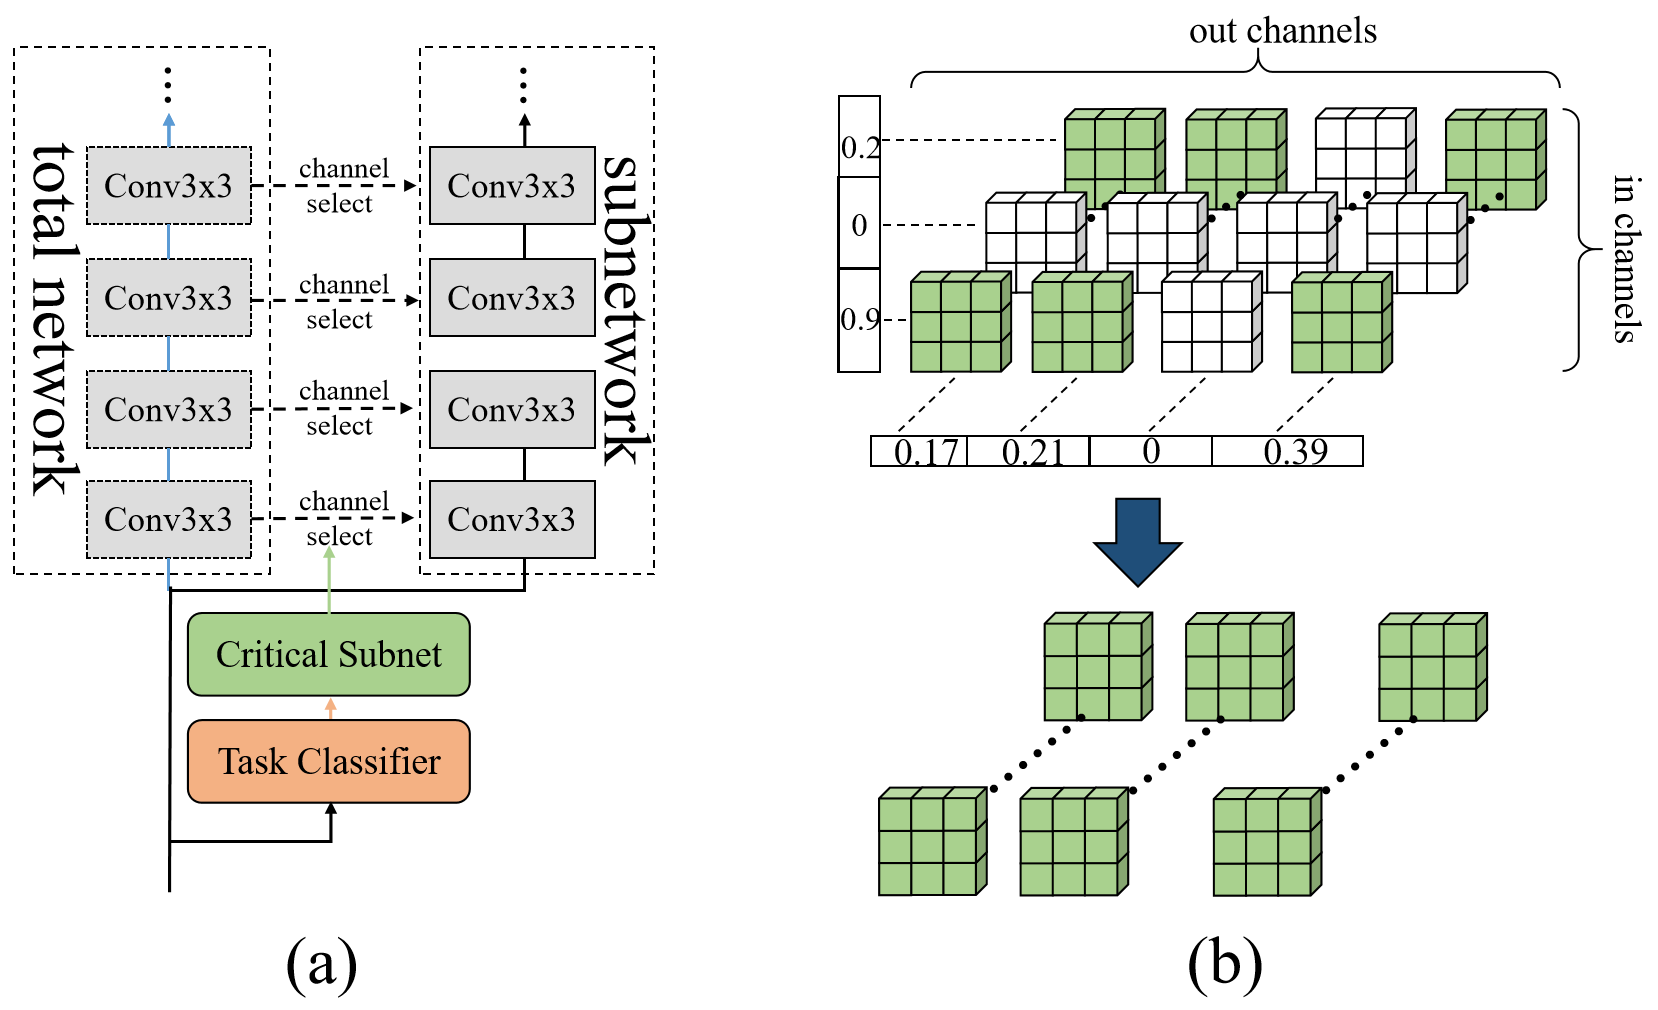 total network
Conv3x3
channel
select
Conv3x3
Conv3x3
channel
select
Conv3x3
Conv3x3
channel
select
Conv3x3
Conv3x3
channel
select
Conv3x3
subnetwork
Critical Subnet
Task Classifier
(a)
out channels
in channels
0.2
0
0.9
0.17
0.21
0
0.39
(b)